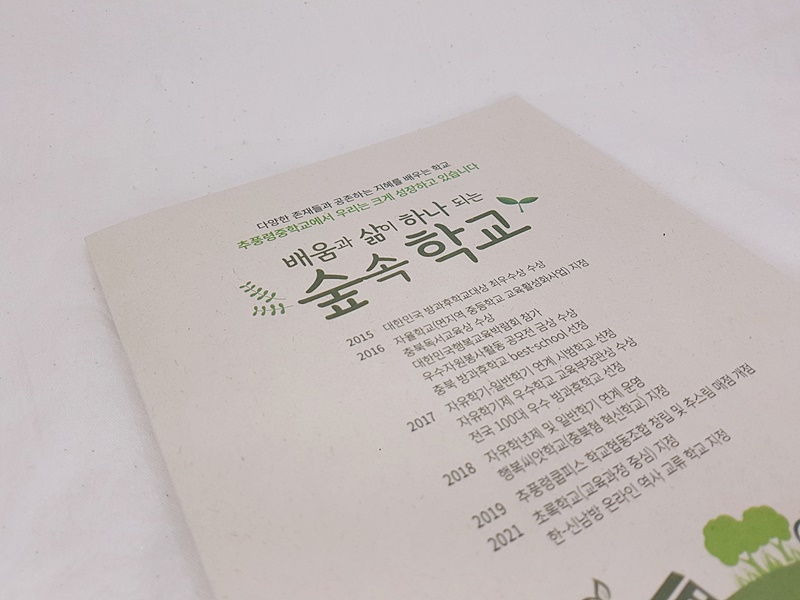 다양한 존재들과 공존하는 지혜를 배우는 학교
추풍령중학교에서 우리는 크게 성장하고 있습니다
배움과 삶이 하나 되는
숲속 학교
2015 대한민국 방과후학교대상 최우수상 수상
2016 자율학교(면지역 중등학교 교육활성화사업) 지정
충북독서교육상 수상
대한민국행복교육박람회 참가
우수자원봉사활동 공모전 금상 수상
충북 방과후학교 best-school 선정
2017 자유학기-일반학기 연계 시범학교 선정
자유학기제 우수학교 교육부장관상 수상
전국 100대 우수 방과후학교 선정
2018 자유학년제 및 일반학기 연계 운영
행복씨앗학교(충북형 혁신학교) 지정
2019 추풍령쿱피스 학교협동조합 창립 및 추스림 매점 개점
2021 초록학교(교육과정 중심) 지정
한-신남방 온라인 역사 교류 학교 지정